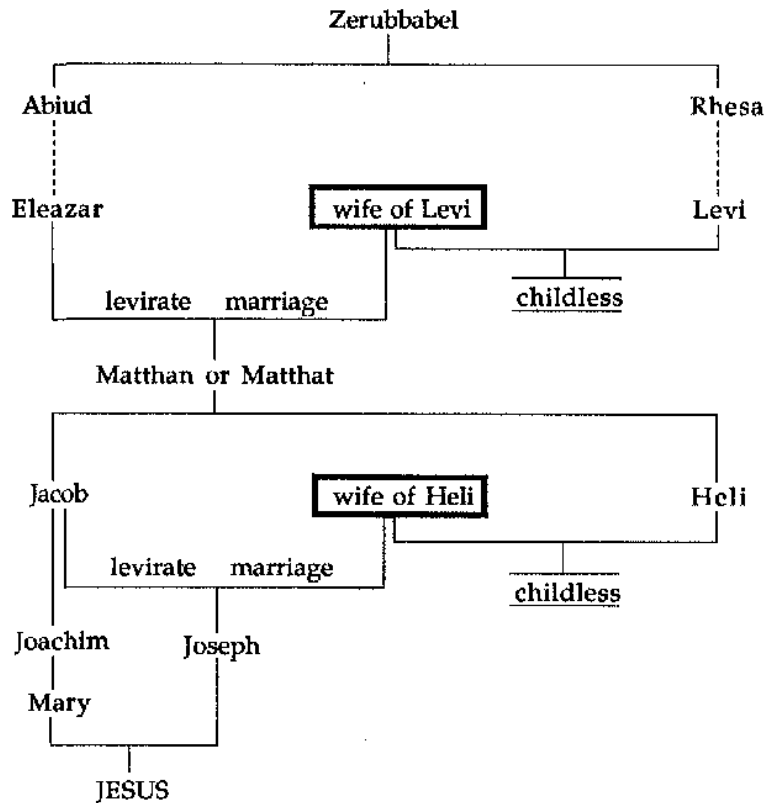 Zerubbabel
Abiud Rhesa
Eleazar wife of Levi Levi
childless
levirate marriage
Matthan or Matthat
Jacob wife of Heli Heli
levirate marriage
childless
Joachim Joseph
Mary
JESUS